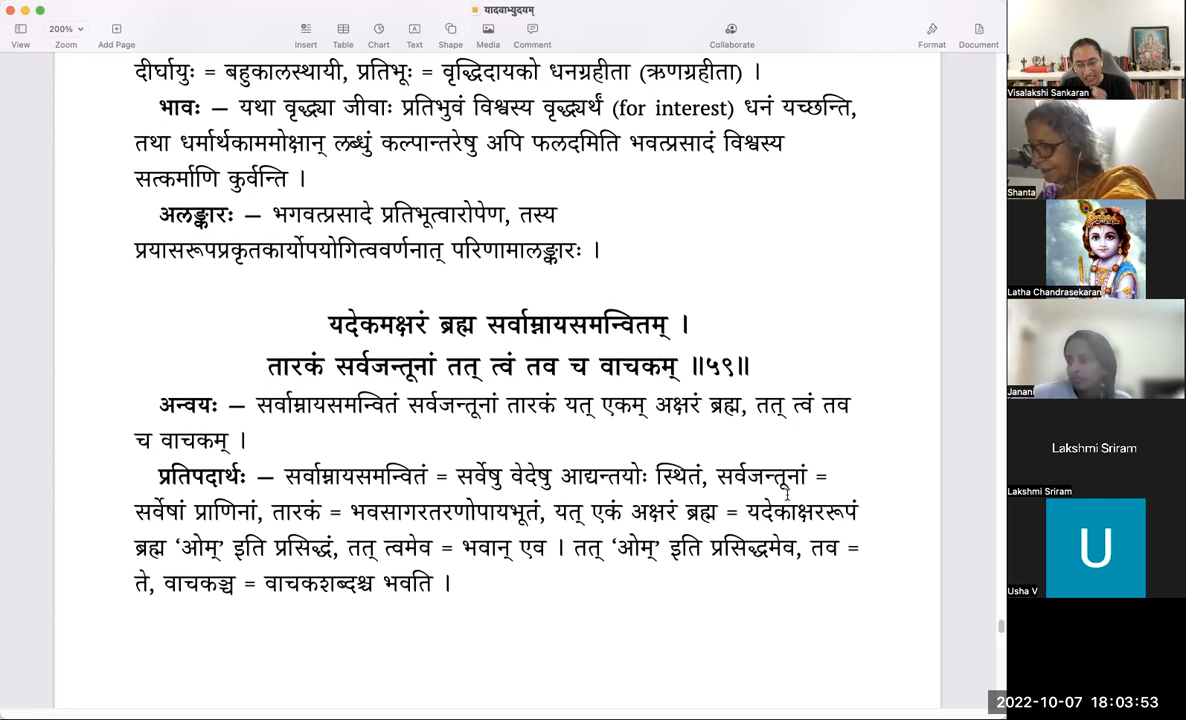 यादवाभ्युदयम्
200%
View
Zoom
Add Page
Insert
Table
Chart
Text
Shape
Media
Comment
Collaborate
Format
Document
दीर्घायुः = बहुकालस्थायी, प्रतिभूः = वृद्धिदायको धनग्रहीता (ऋणग्रहीता) ।
भावः – यथा वृद्ध्या जीवाः प्रतिभुवं विश्वस्य वृद्ध्यर्थं (for interest) धनं यच्छन्ति,
तथा धर्मार्थकाममोक्षान् लब्धुं कल्पान्तरेषु अपि फलदमिति भवत्प्रसादं विश्वस्य
सत्कर्माणि कुर्वन्ति ।
अलङ्कारः – भगवत्प्रसादे प्रतिभूत्वारोपेण, तस्य
प्रयासरूपप्रकृतकार्योपयोगित्ववर्णनात् परिणामालङ्कारः ।
यदेकमक्षरं ब्रह्म सर्वाम्नायसमन्वितम् ।
तारकं सर्वजन्तूनां तत् त्वं तव च वाचकम् ॥५९॥
अन्वयः – सर्वाम्नायसमन्वितं सर्वजन्तूनां तारकं यत् एकम् अक्षरं ब्रह्म, तत् त्वं तव
च वाचकम् ।
प्रतिपदार्थः – सर्वाम्नायसमन्वितं = सर्वेषु वेदेषु आद्यन्तयोः स्थितं, सर्वजन्तूनां =
सर्वेषां प्राणिनां, तारकं = भवसागरतरणोपायभूतं, यत् एकं अक्षरं ब्रह्म = यदेकाक्षररूपं
ब्रह्म ‘ओम्’ इति प्रसिद्धं, तत् त्वमेव = भवान् एव । तत् ‘ओम्’ इति प्रसिद्धमेव, तव =
ते, वाचकञ्च = वाचकशब्दश्च भवति ।
Visalakshi Sankaran
Shanta
Latha Chandrasekaran
Janani
Lakshmi Sriram
Lakshmi Sriram
U
Usha V
2022-10-07 18:03:53